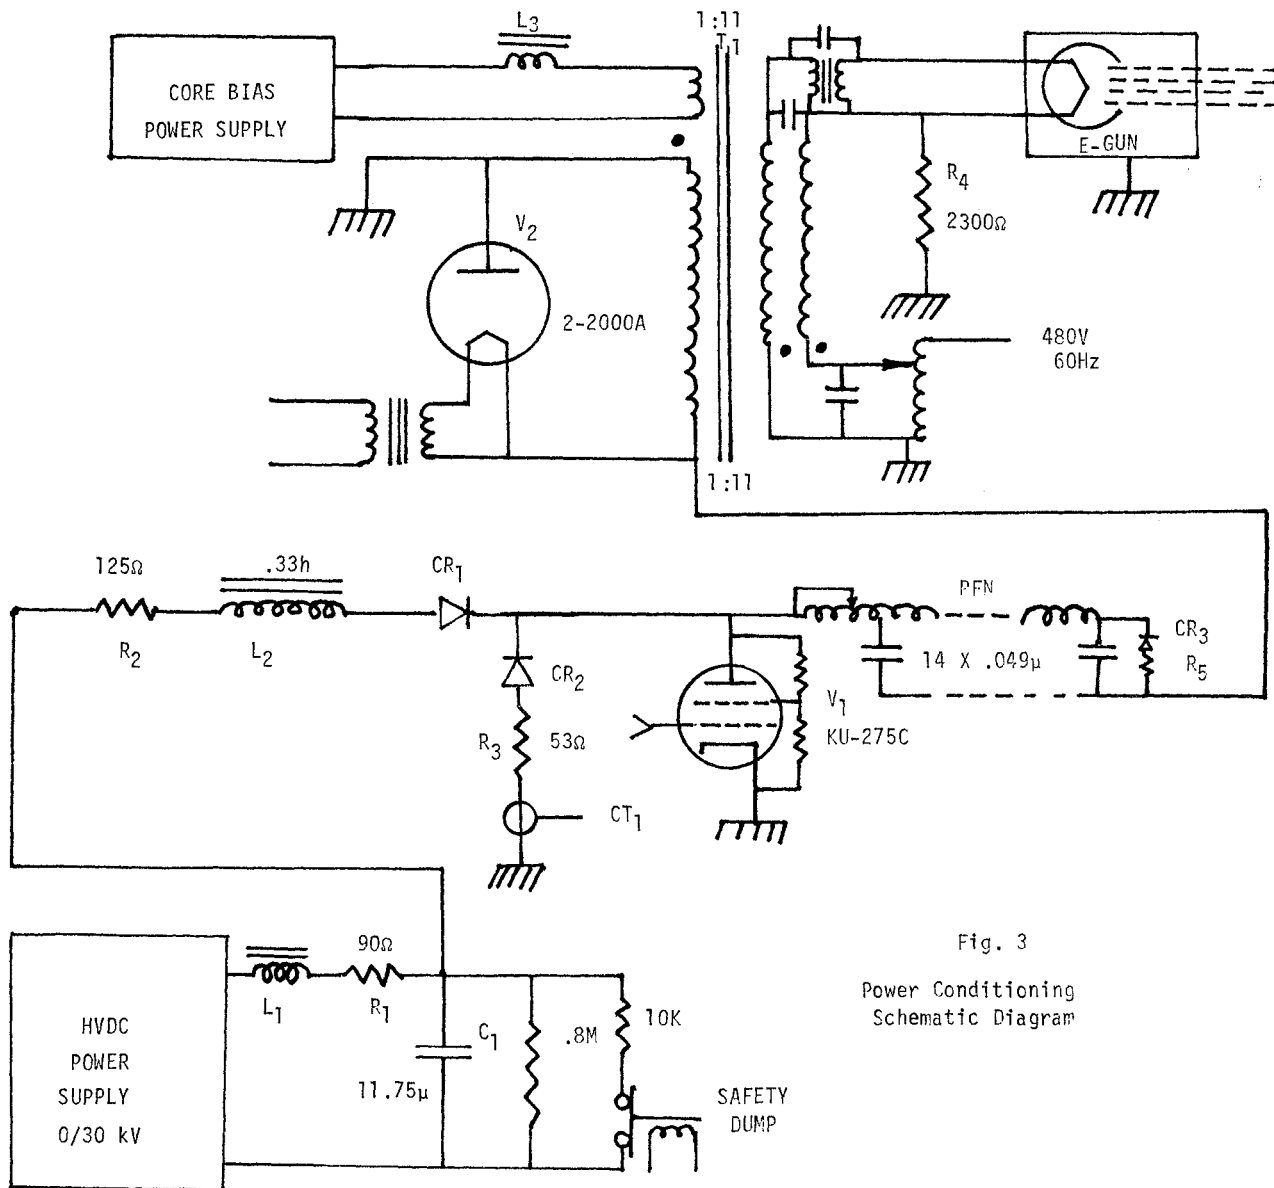 L3
1:11
T1
CORE BIAS
POWER SUPPLY
E-GUN
R4
2300Ω
V2
2-2000A
480V
60Hz
1:11
125Ω
.33h
CR1
PFN
R2
L2
CR2
14 X .049μ
CR3
R5
V1
KU-275C
R3
53Ω
CT1
Fig. 3
Power Conditioning
Schematic Diagram
90Ω
L1
R1
10K
C1
.8M
HVDC
POWER
SUPPLY
0/30 kV
11.75μ
SAFETY
DUMP